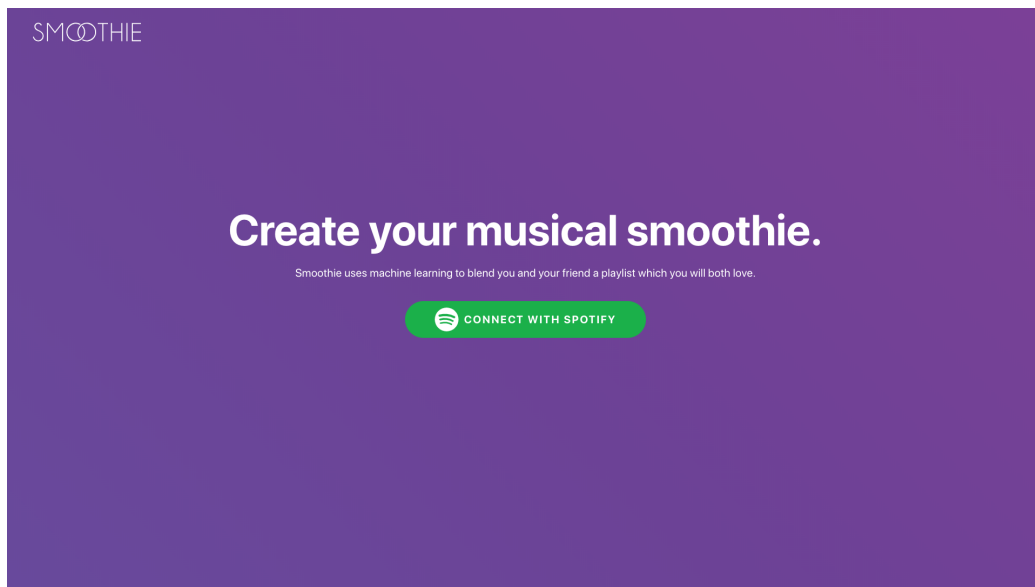 SMOOTHIE
Create your musical smoothie.
Smoothie uses machine learning to blend you and your friend a playlist which you will both love.
CONNECT WITH SPOTIFY